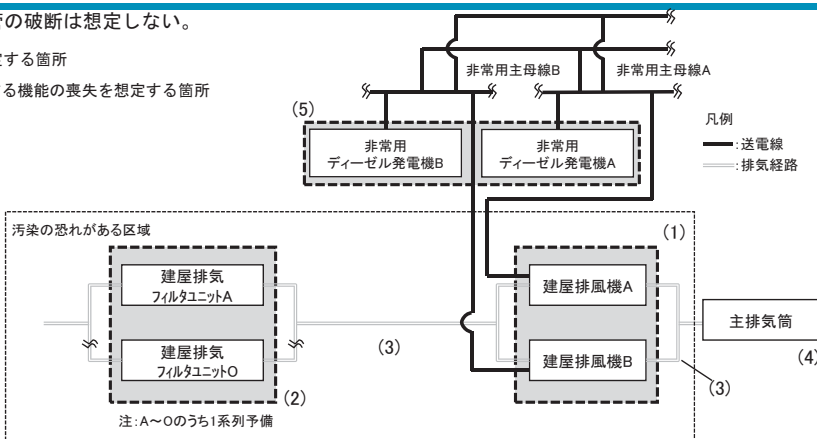 管の破断は想定しない。
定する箇所
する機能の喪失を想定する箇所
非常用主母線B
非常用主母線A
(5)
非常用
ディーゼル発電機B
非常用
ディーゼル発電機A
凡例
:送電線
:排気経路
汚染の恐れがある区域
(1)
建屋排気
フィルタユニットA
建屋排風機A
主排気筒
(3)
建屋排気
フィルタユニットO
建屋排風機B
(4)
(2)
(3)
注:A～Oのうち1系列予備